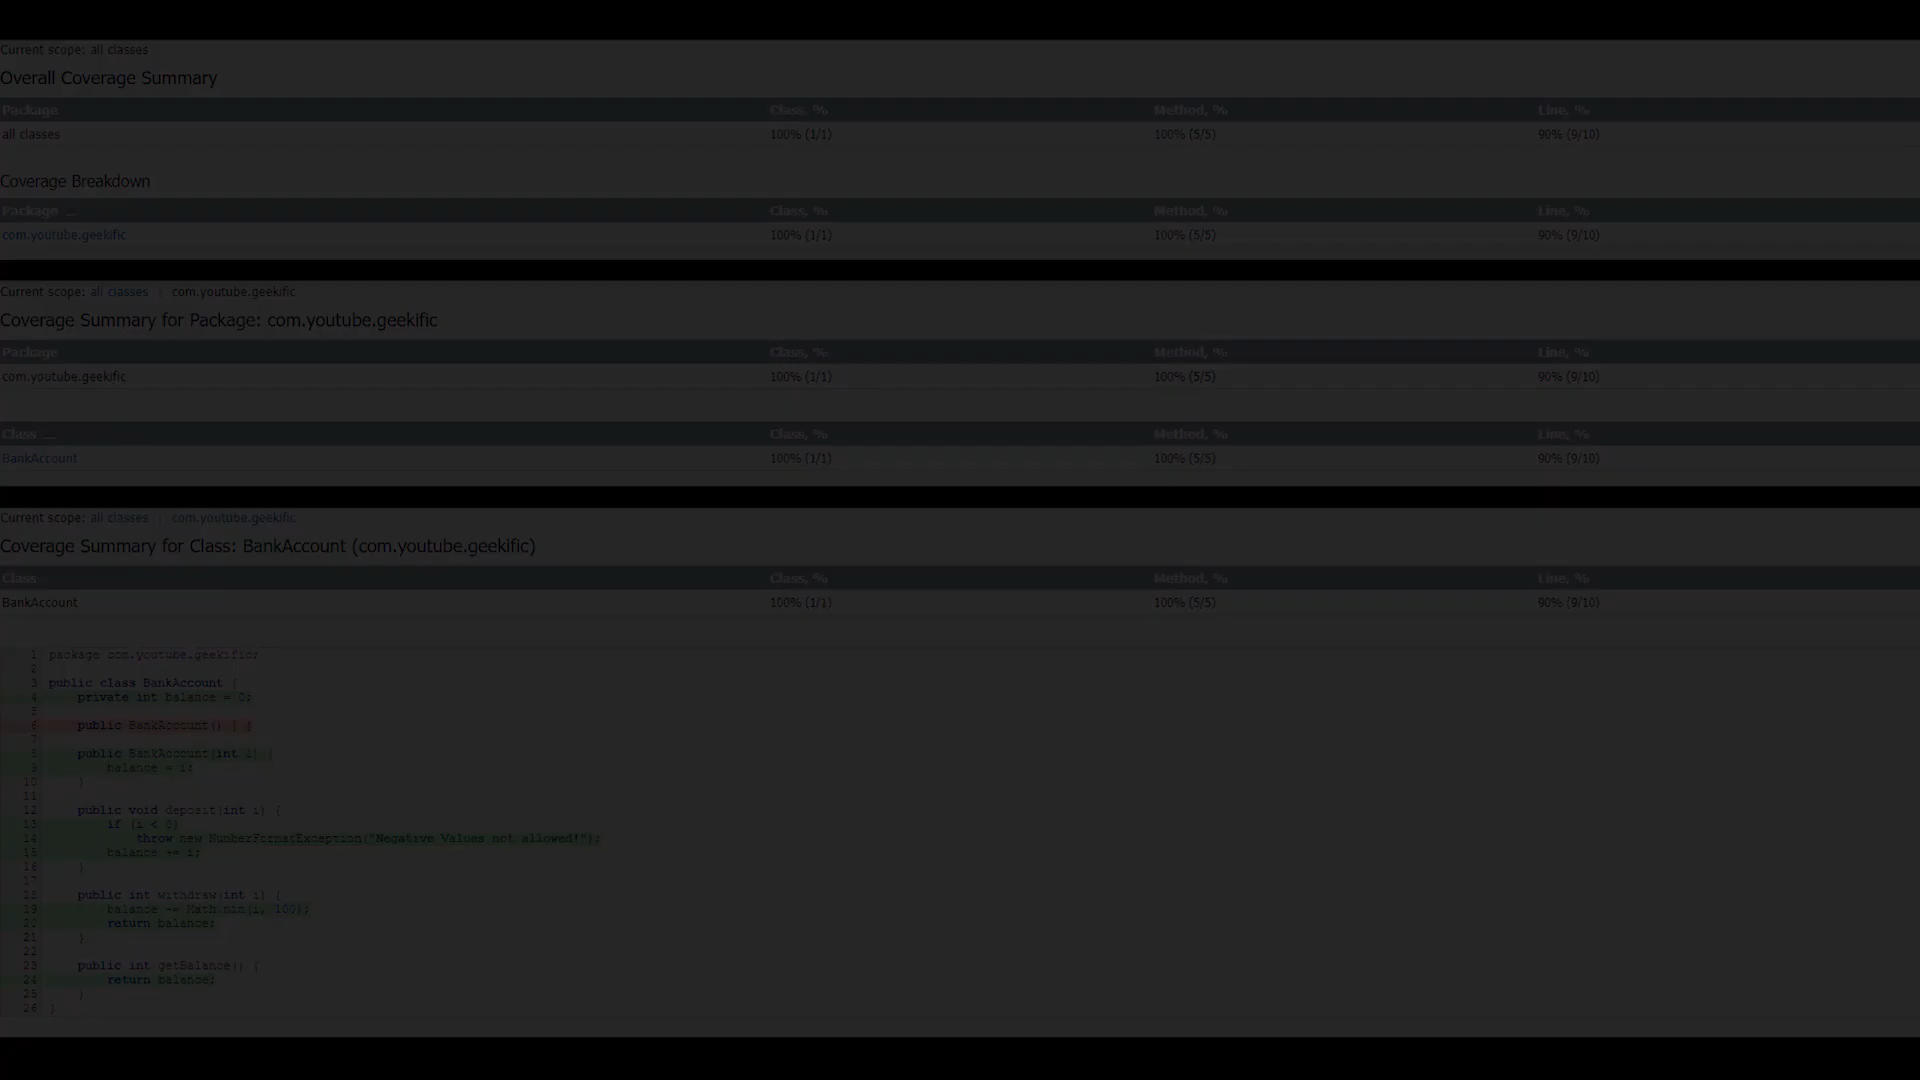 Current scope: all classes
Overall Coverage Summary
Package Class, % Method, % Line, %
all classes 100% (1/1) 100% (5/5) 90% (9/10)
Coverage Breakdown
Package Class, % Method, % Line, %
com.youtube.geekific 100% (1/1) 100% (5/5) 90% (9/10)
Current scope: all classes | com.youtube.geekific
Coverage Summary for Package: com.youtube.geekific
Package Class, % Method, % Line, %
com.youtube.geekific 100% (1/1) 100% (5/5) 90% (9/10)
Class Class, % Method, % Line, %
BankAccount 100% (1/1) 100% (5/5) 90% (9/10)
Current scope: all classes | com.youtube.geekific
Coverage Summary for Class: BankAccount (com.youtube.geekific)
Class Class, % Method, % Line, %
BankAccount 100% (1/1) 100% (5/5) 90% (9/10)
1 package com.youtube.geekific;
2
3 public class BankAccount {
4 private int balance = 0;
5
6 public BankAccount() { }
7
8 public BankAccount(int i) {
9 balance = i;
10 }
11
12 public void deposit(int i) {
13 if (i < 0)
14 throw new NumberFormatException("Negative Values not allowed!");
15 balance += i;
16 }
17
18 public int withdraw(int i) {
19 balance -= Math.min(i, 100);
20 return balance;
21 }
22
23 public int getBalance() {
24 return balance;
25 }
26 }